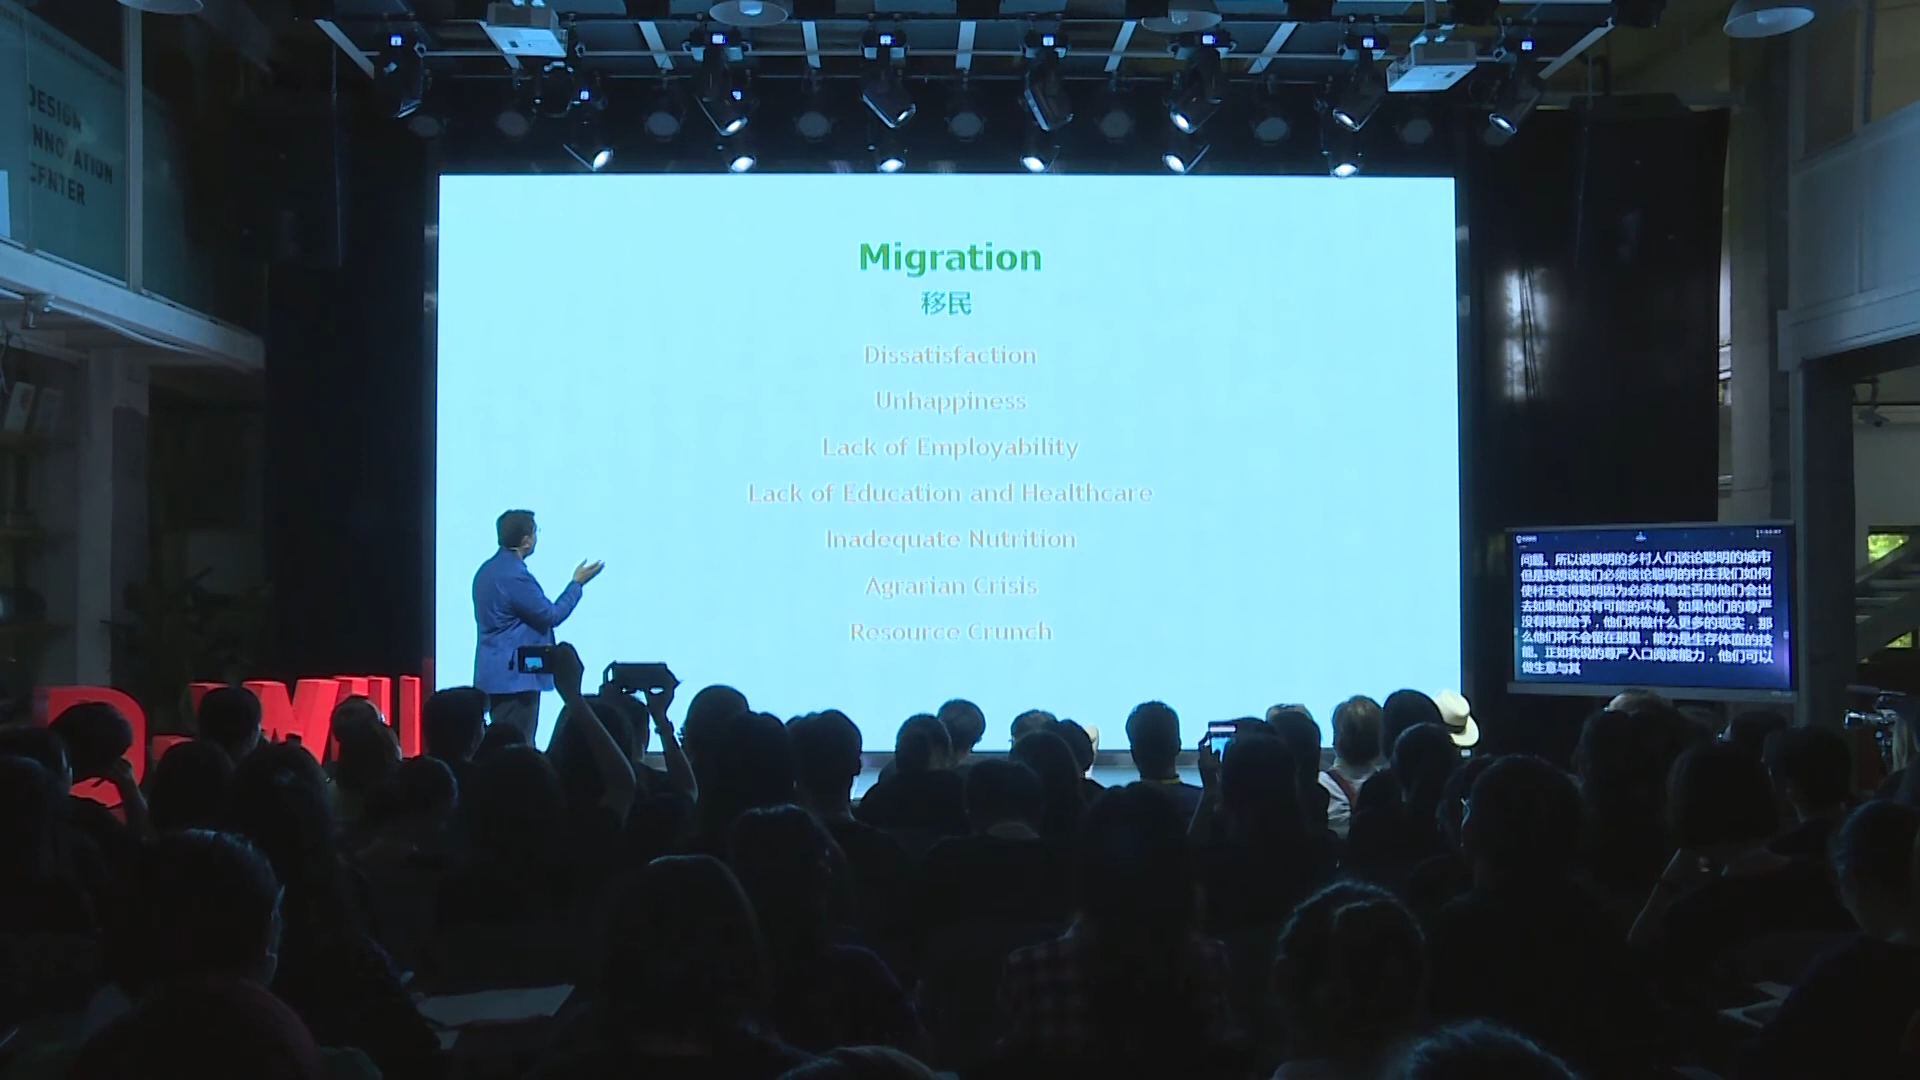 DESIGN
INNOVATION
CENTER
Migration
移民
Dissatisfaction
Unhappiness
Lack of Employability
Lack of Education and Healthcare
Inadequate Nutrition
Agrarian Crisis
Resource Crunch
问题。所以说聪明的乡村人们谈论聪明的城市
但是我想说我们必须谈论聪明的村庄我们如何
使村庄变得聪明因为必须有稳定否则他们会出
去如果他们没有可能的环境。如果他们的尊严
没有得到给予，他们将做什么更多的现实，那
么他们将不会留在那里，能力是生存体面的技
能。正如我说的尊严入口阅读能力，他们可以
做生意与其